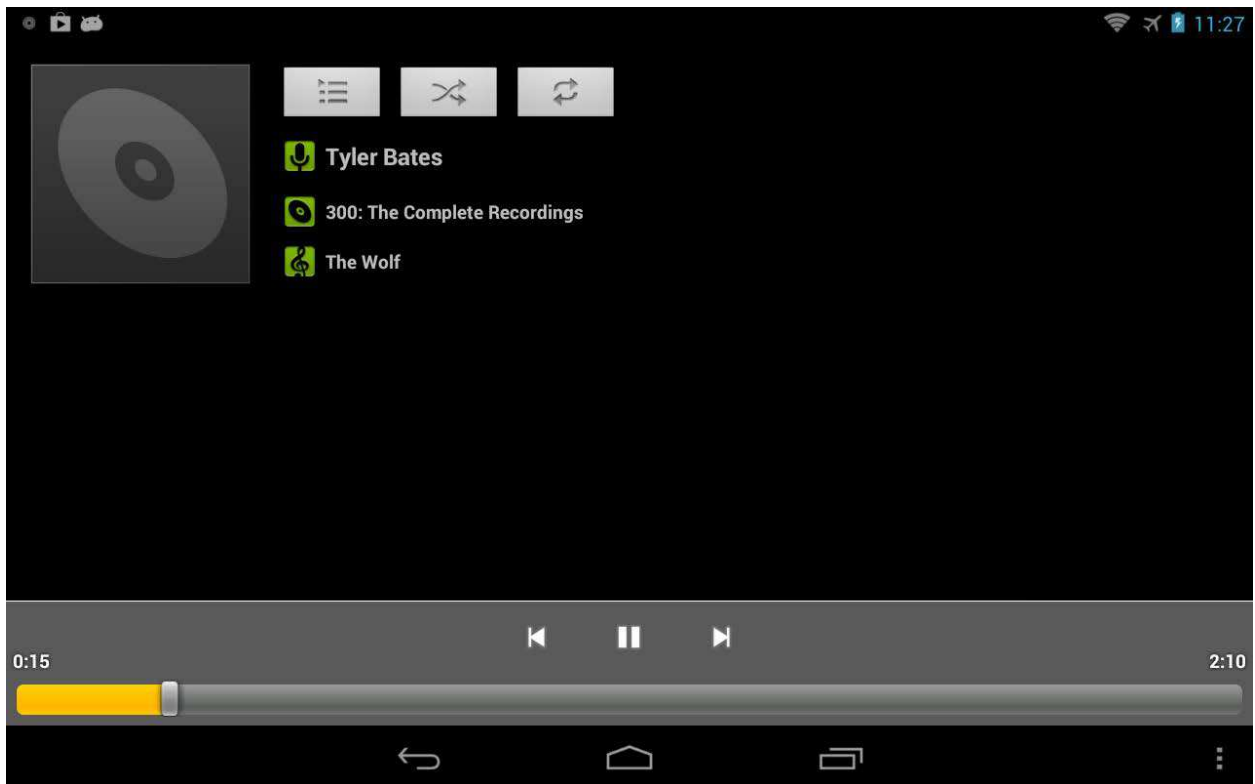 11:27
Tyler Bates
300: The Complete Recordings
The Wolf
0:15
2:10